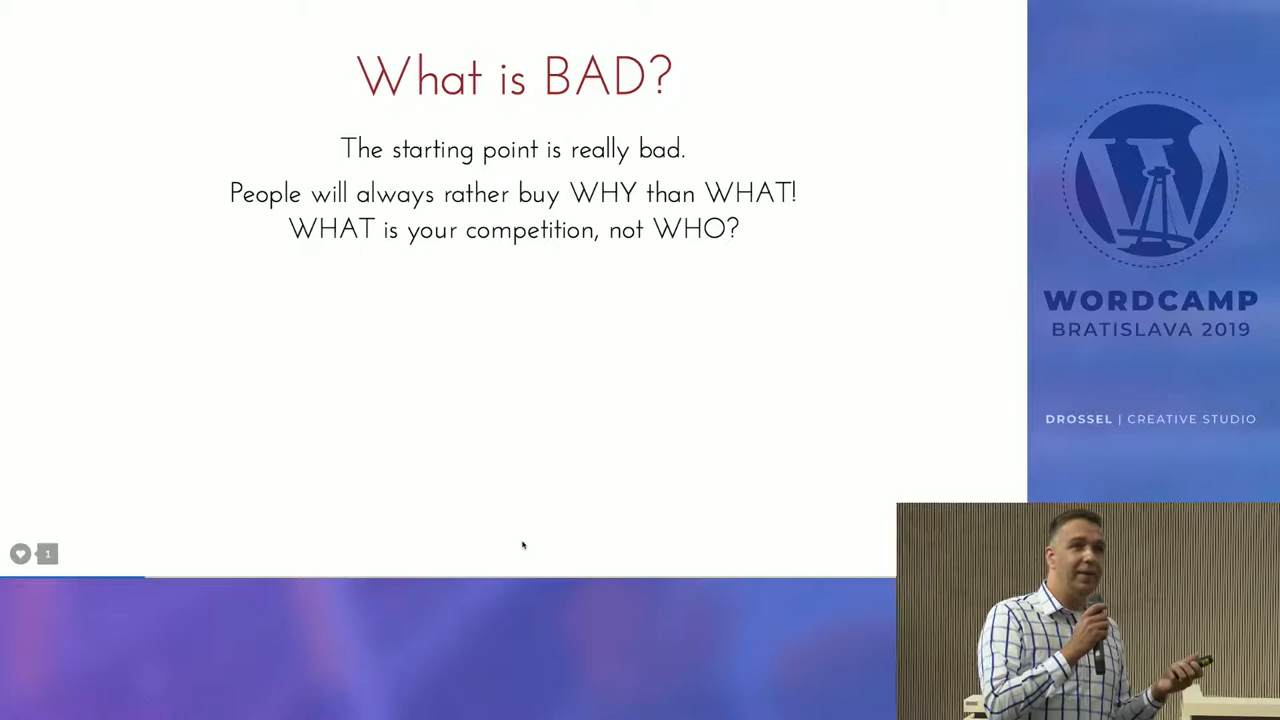 What is BAD?
The starting point is really bad.
People will always rather buy WHY than WHAT!
WHAT is your competition, not WHO?
WORDCAMP
BRATISLAVA 2019
DROSSEL | CREATIVE STUDIO
1